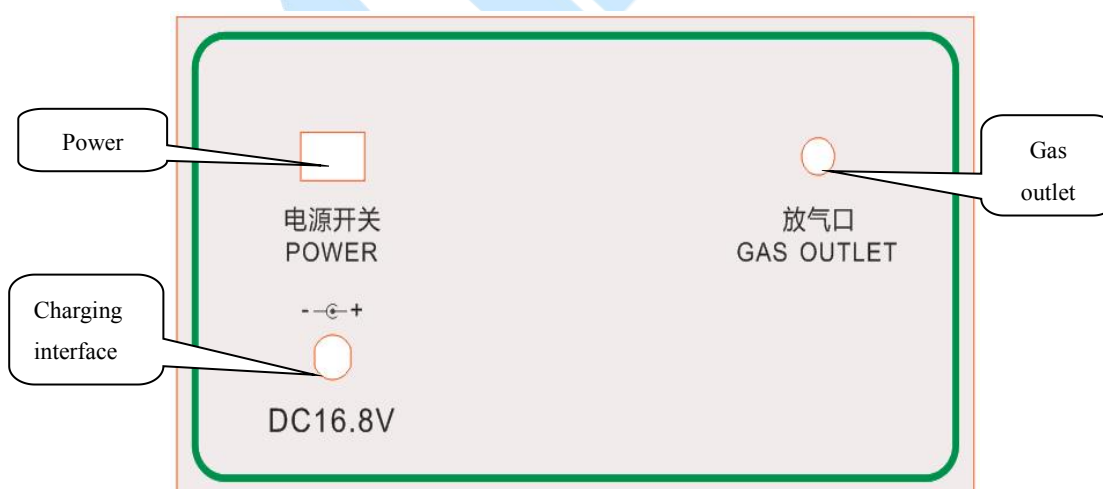 Power
电源开关
POWER
放气口
GAS OUTLET
Gas
outlet
Charging
interface
- +
DC16.8V